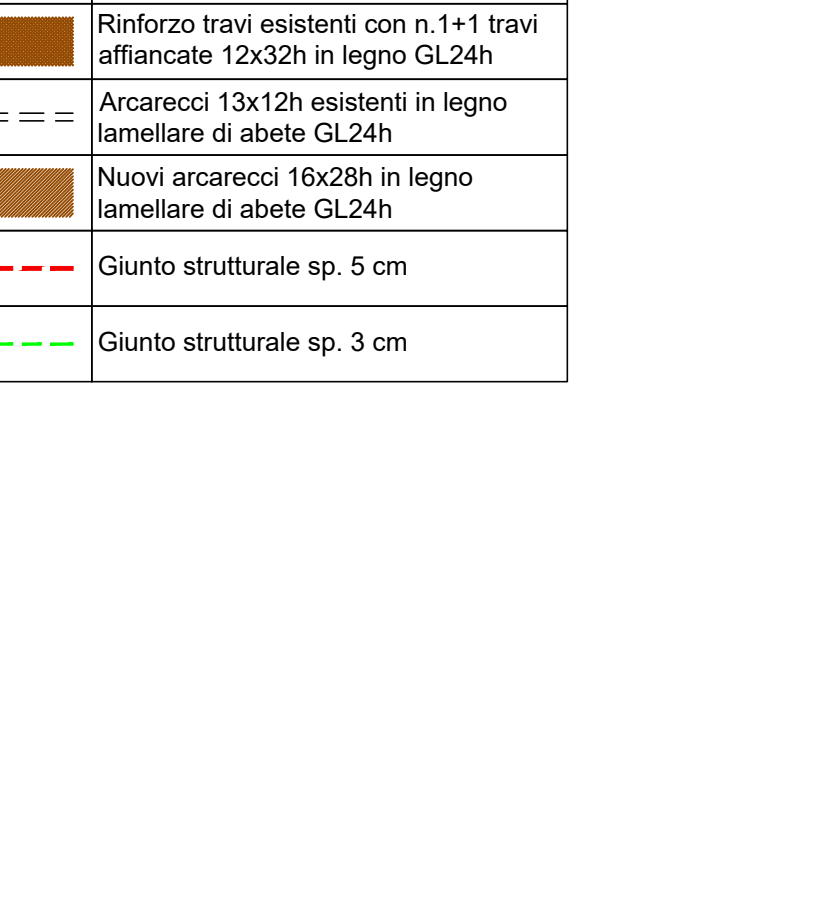 Rinforzo travi esistenti con n.1+1 travi
affiancate 12x32h in legno GL24h
Arcarecci 13x12h esistenti in legno
lamellare di abete GL24h
Nuovi arcarecci 16x28h in legno
lamellare di abete GL24h
Giunto strutturale sp. 5 cm
Giunto strutturale sp. 3 cm